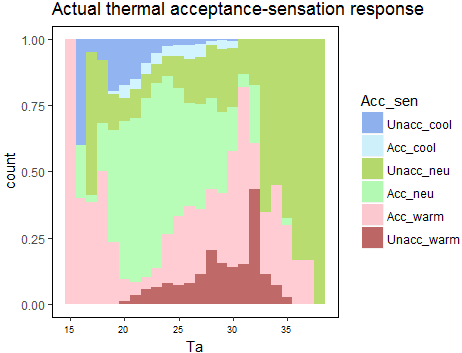 Actual thermal acceptance-sensation response
1.00
0.75
0.50
0.25
0.00
count
15
20
25
30
35
Ta
Acc_sen
Unacc_cool
Acc_cool
Unacc_neu
Acc_neu
Acc_warm
Unacc_warm